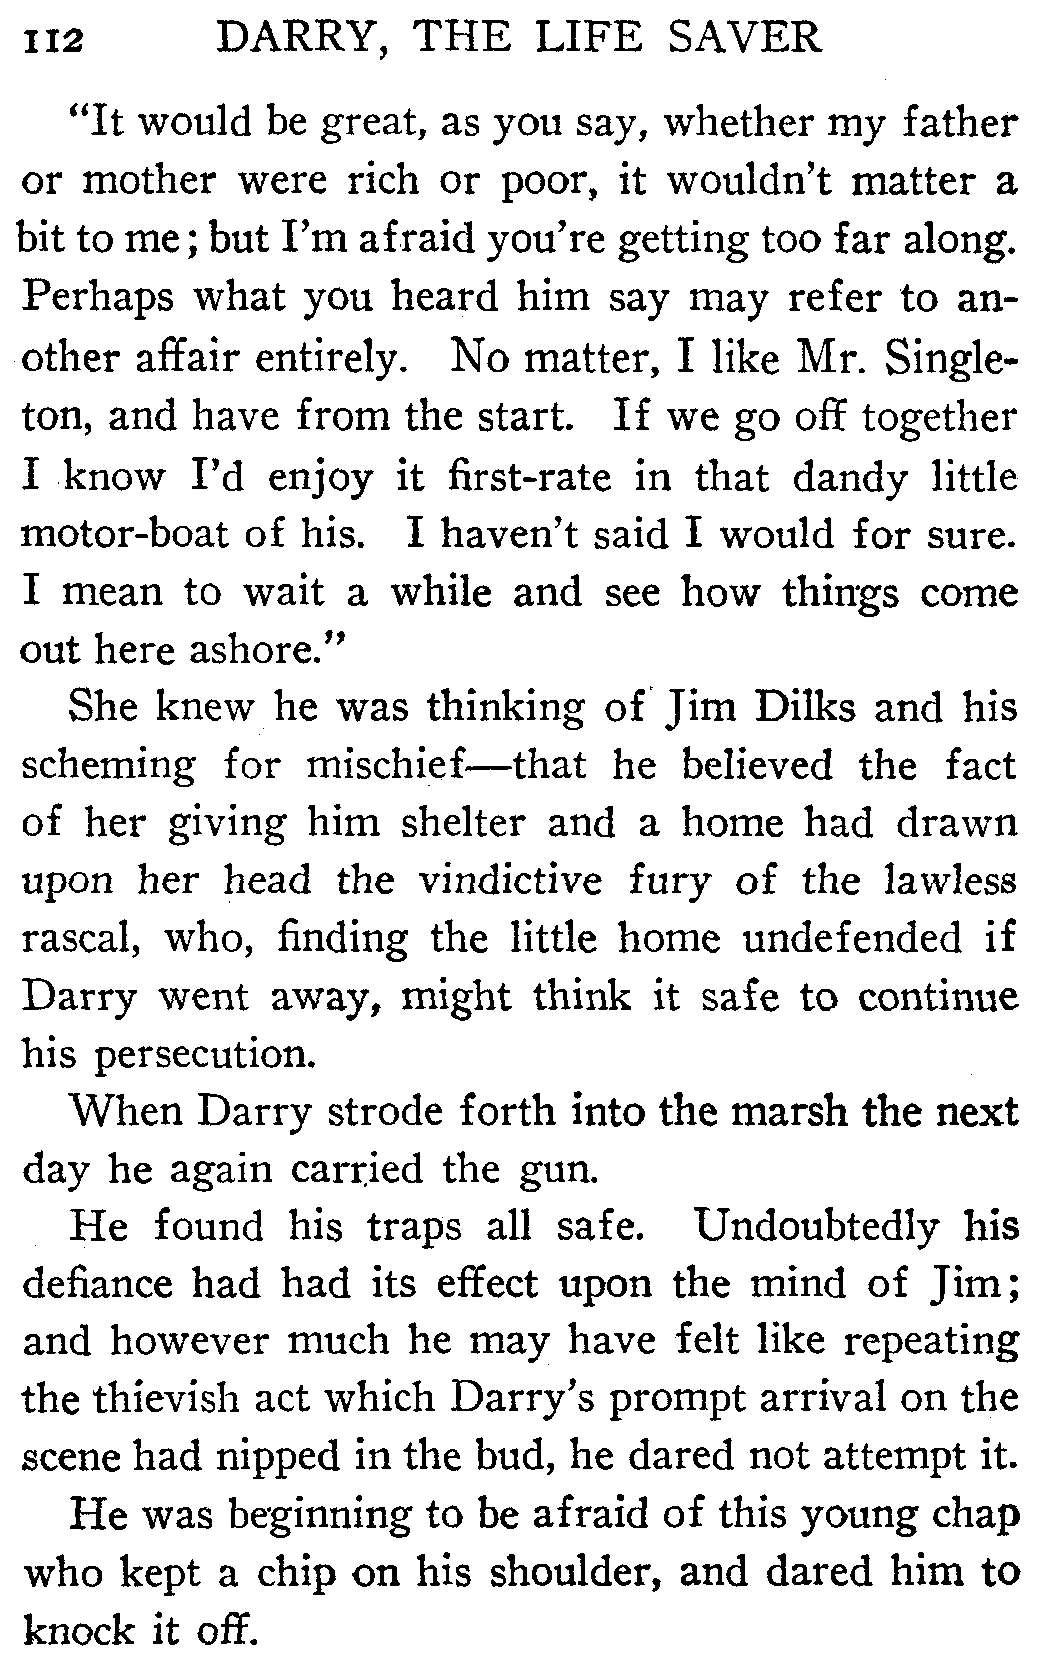 112 DARRY, THE LIFE SAVER
"It would be great, as you say, whether my father
or mother were rich or poor, it wouldn't matter a
bit to me; but I'm afraid you're getting too far along.
Perhaps what you heard him say may refer to an-
other affair entirely. No matter, I like Mr. Single-
ton, and have from the start. If we go off together
I know I'd enjoy it first-rate in that dandy little
motor-boat of his. I haven't said I would for sure.
I mean to wait a while and see how things come
out here ashore."
She knew he was thinking of Jim Dilks and his
scheming for mischief—that he believed the fact
of her giving him shelter and a home had drawn
upon her head the vindictive fury of the lawless
rascal, who, finding the little home undefended if
Darry went away, might think it safe to continue
his persecution.
When Darry strode forth into the marsh the next
day he again carried the gun.
He found his traps all safe. Undoubtedly his
defiance had had its effect upon the mind of Jim;
and however much he may have felt like repeating
the thievish act which Darry's prompt arrival on the
scene had nipped in the bud, he dared not attempt it.
He was beginning to be afraid of this young chap
who kept a chip on his shoulder, and dared him to
knock it off.